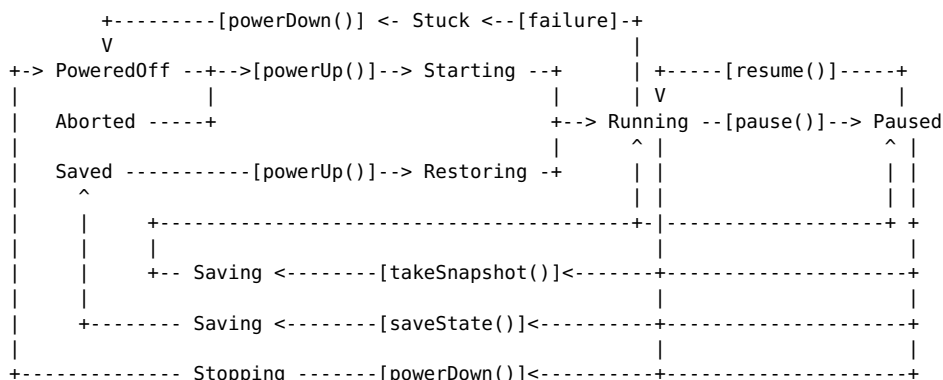 +---------[powerDown()] <- Stuck <--[failure]-+
V |
+-> PoweredOff --+-->[powerUp()]--> Starting --+ | +-----[resume()]-----+
| | | | V |
| Aborted -----+ +--> Running --[pause()]--> Paused
| | ^ | ^ |
| Saved -----------[powerUp()]--> Restoring -+ | | | |
| ^ | | | |
| | +-----------------------------------------+-|-------------------+ +
| | | | |
| | +-- Saving <--------[takeSnapshot()]<-------+---------------------+
| | | |
| +-------- Saving <--------[saveState()]<----------+---------------------+
| | |
+-------------- Stopping -------[powerDown()]<----------+---------------------+